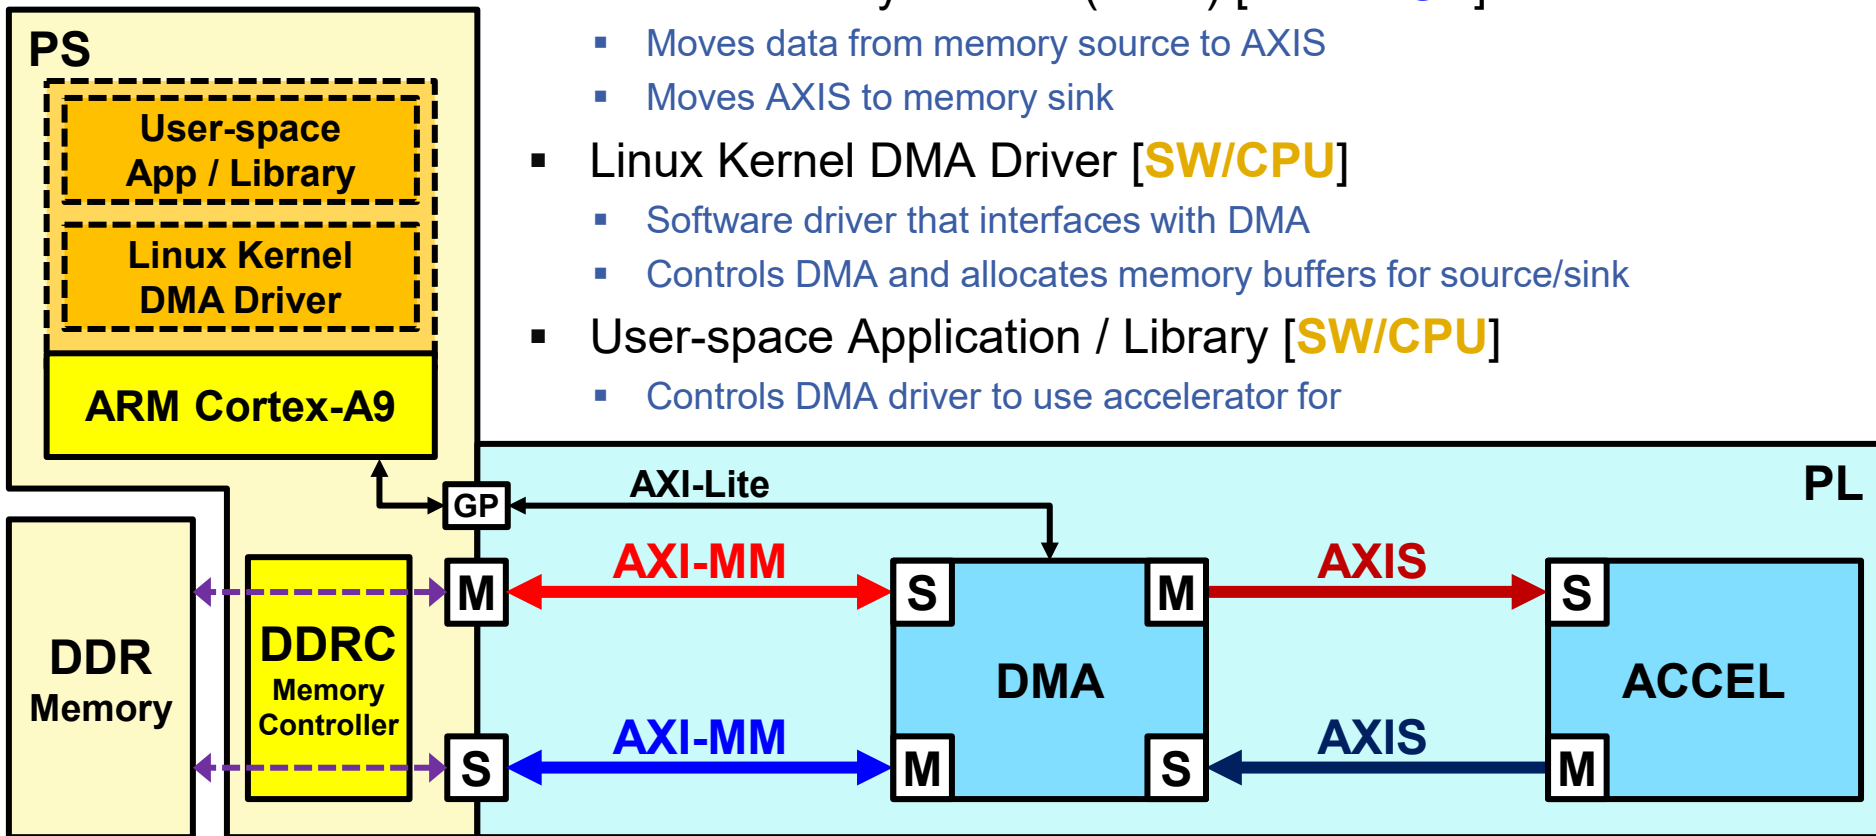 ▪ Moves data from memory source to AXIS
▪ Moves AXIS to memory sink
▪ Linux Kernel DMA Driver [SW/CPU]
▪ Software driver that interfaces with DMA
▪ Controls DMA and allocates memory buffers for source/sink
▪ User-space Application / Library [SW/CPU]
▪ Controls DMA driver to use accelerator for
PS
User-space
App / Library
Linux Kernel
DMA Driver
ARM Cortex-A9
PL
GP
AXI-Lite
DDR
Memory
DDRC
Memory
Controller
M
AXI-MM
S
M
AXIS
S
DMA
ACCEL
S
AXI-MM
M
S
AXIS
M